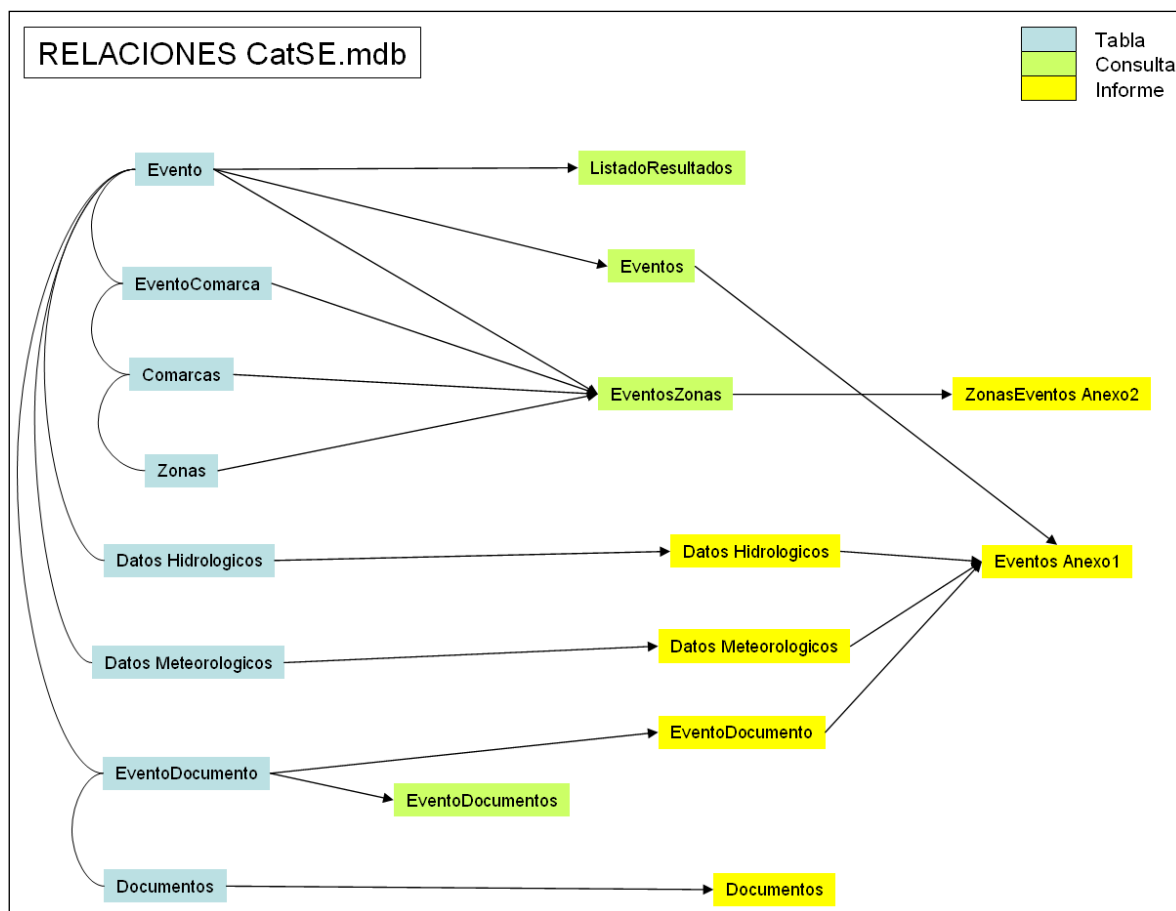 RELACIONES CatSE.mdb
Tabla
Consulta
Informe
Evento
ListadoResultados
Eventos
EventoComarca
Comarcas
EventosZonas
ZonasEventos Anexo2
Zonas
Datos Hidrologicos
Datos Hidrologicos
Eventos Anexo1
Datos Meteorologicos
Datos Meteorologicos
EventoDocumento
EventoDocumento
EventoDocumentos
Documentos
Documentos